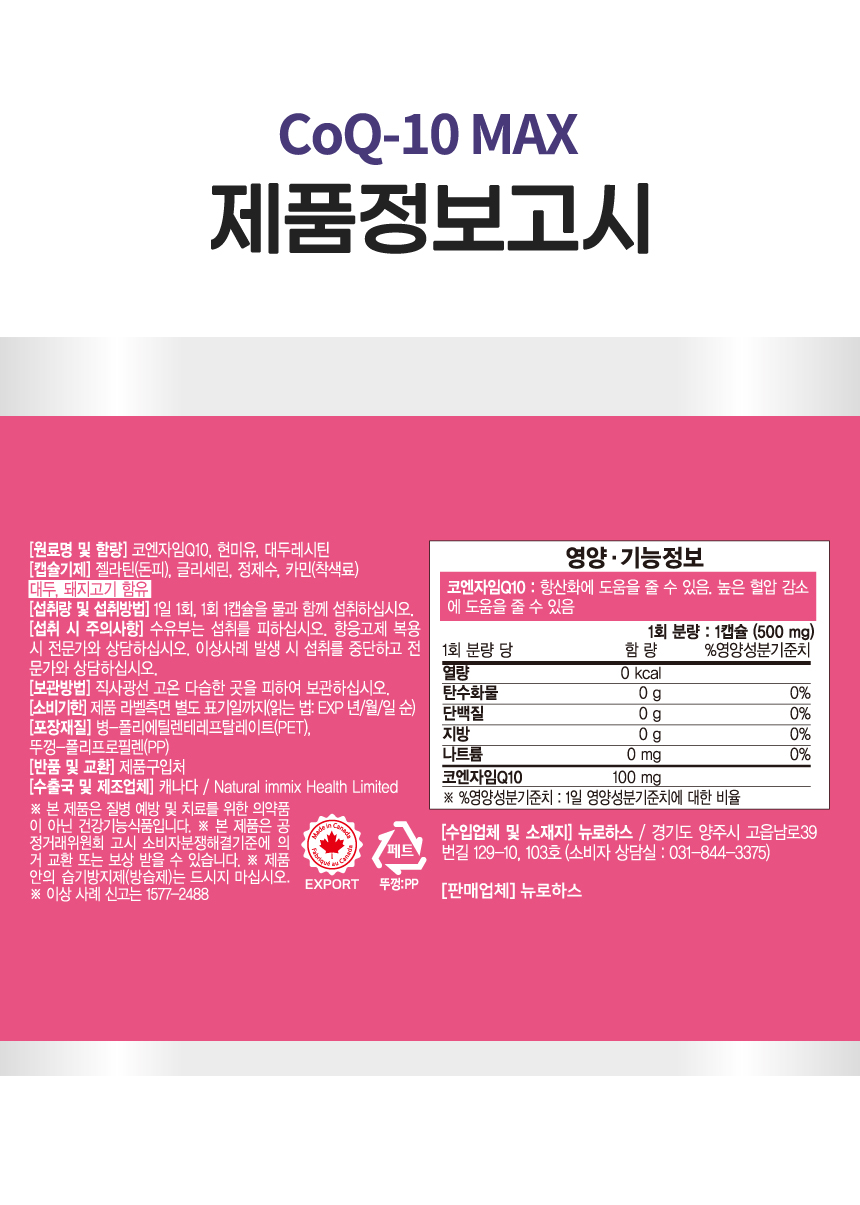 CoQ-10 MAX
제품정보고시
[원료명 및 함량] 코엔자임Q10, 현미유, 대두레시틴
[캡슐기제] 젤라틴(돈피), 글리세린, 정제수, 카민(착색료)
대두, 돼지고기 함유
[섭취량 및 섭취방법] 1일 1회, 1회 1캡슐을 물과 함께 섭취하십시오.
[섭취 시 주의사항] 수유부는 섭취를 피하십시오. 항응고제 복용
시 전문가와 상담하십시오. 이상사례 발생 시 섭취를 중단하고 전
문가와 상담하십시오.
[보관방법] 직사광선 고온 다습한 곳을 피하여 보관하십시오.
[소비기한] 제품 라벨측면 별도 표기일까지(읽는 법: EXP 년/월/일 순)
[포장재질] 병-폴리에틸렌테레프탈레이트(PET),
뚜껑-폴리프로필렌(PP)
[반품 및 교환] 제품구입처
[수출국 및 제조업체] 캐나다 / Natural immix Health Limited
※ 본 제품은 질병 예방 및 치료를 위한 의약품
이 아닌 건강기능식품입니다. ※ 본 제품은 공
정거래위원회 고시 소비자분쟁해결기준에 의
거 교환 또는 보상 받을 수 있습니다. ※ 제품
안의 습기방지제(방습제)는 드시지 마십시오.
※ 이상 사례 신고는 1577-2488
Made in Canada
Fabriqué au Canada
EXPORT
페트
뚜껑:PP
영양·기능정보
코엔자임Q10 : 항산화에 도움을 줄 수 있음. 높은 혈압 감소
에 도움을 줄 수 있음
1회 분량 : 1캡슐 (500 mg)
1회 분량 당 함 량 %영양성분기준치
열량 0 kcal
탄수화물 0 g 0%
단백질 0 g 0%
지방 0 g 0%
나트륨 0 mg 0%
코엔자임Q10 100 mg
※ %영양성분기준치 : 1일 영양성분기준치에 대한 비율
[수입업체 및 소재지] 뉴로하스 / 경기도 양주시 고읍남로39
번길 129-10, 103호 (소비자 상담실 : 031-844-3375)
[판매업체] 뉴로하스